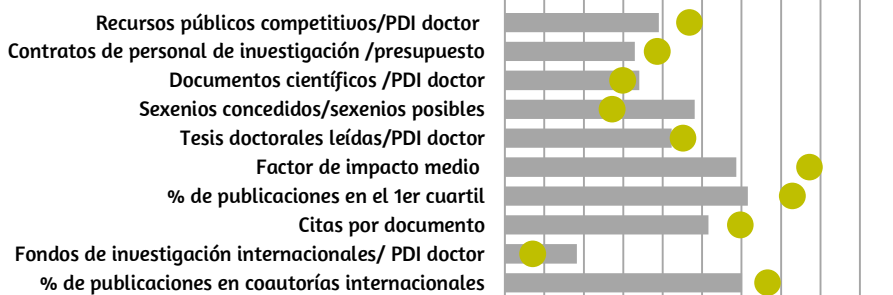 Recursos públicos competitivos/PDI doctor
Contratos de personal de investigación /presupuesto
Documentos científicos /PDI doctor
Sexenios concedidos/sexenios posibles
Tesis doctorales leídas/PDI doctor
Factor de impacto medio
% de publicaciones en el 1er cuartil
Citas por documento
Fondos de investigación internacionales/ PDI doctor
% de publicaciones en coautorías internacionales